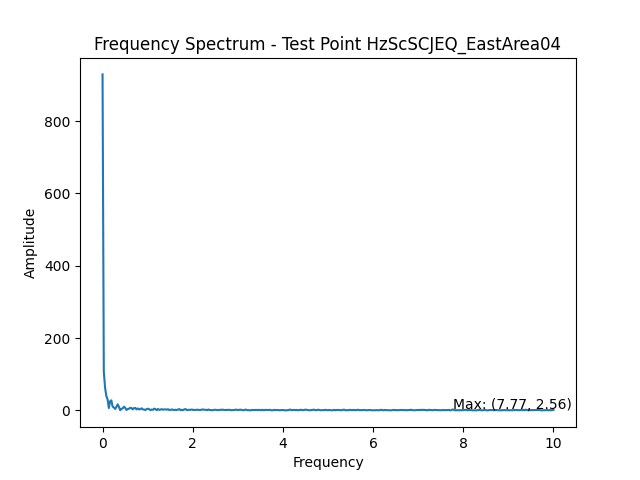 Frequency Spectrum - Test Point HzScSCJEQ_EastArea04
Amplitude
800
600
400
200
0
Max: (7.77, 2.56)
0 2 4 6 8 10
Frequency